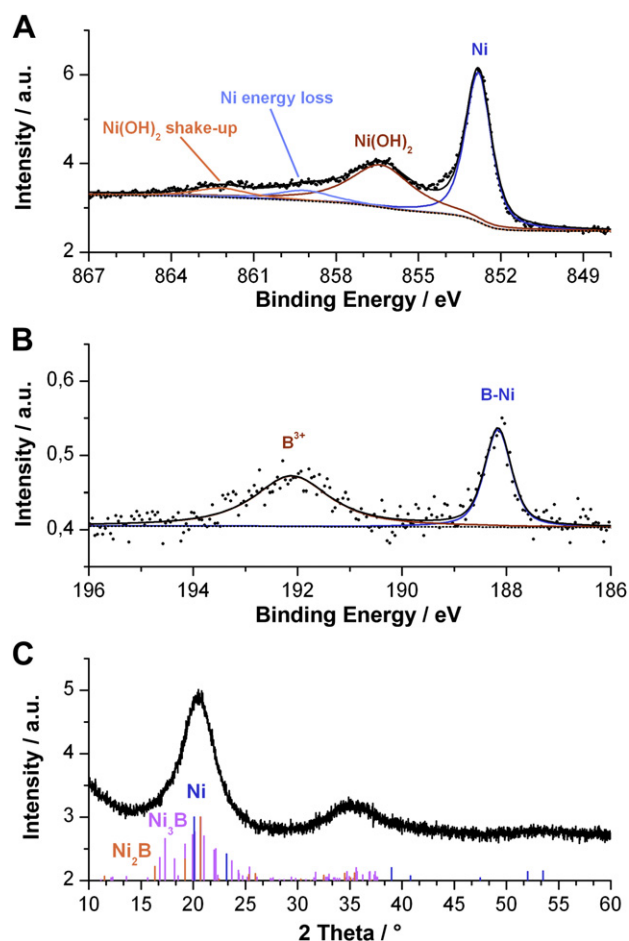 A
Intensity / a.u.
6
4
2
Ni
Ni energy loss
Ni(OH)₂ shake-up
Ni(OH)₂
867 864 861 858 855 852 849
Binding Energy / eV
B
Intensity / a.u.
0,6
0,5
0,4
B³⁺
B-Ni
196 194 192 190 188 186
Binding Energy / eV
C
Intensity / a.u.
5
4
3
2
Ni
Ni₃B
Ni₂B
10 15 20 25 30 35 40 45 50 55 60
2 Theta / °